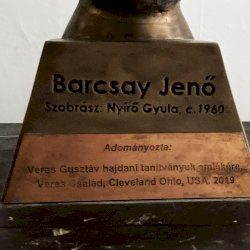 Barcsay Jenő
Szobrász: Nyírő Gyula, c.1960
Adományozta:
Veres Gusztáv hajdani tanítványuk emlékére,
Veres Család, Cleveland Ohio, USA, 2019